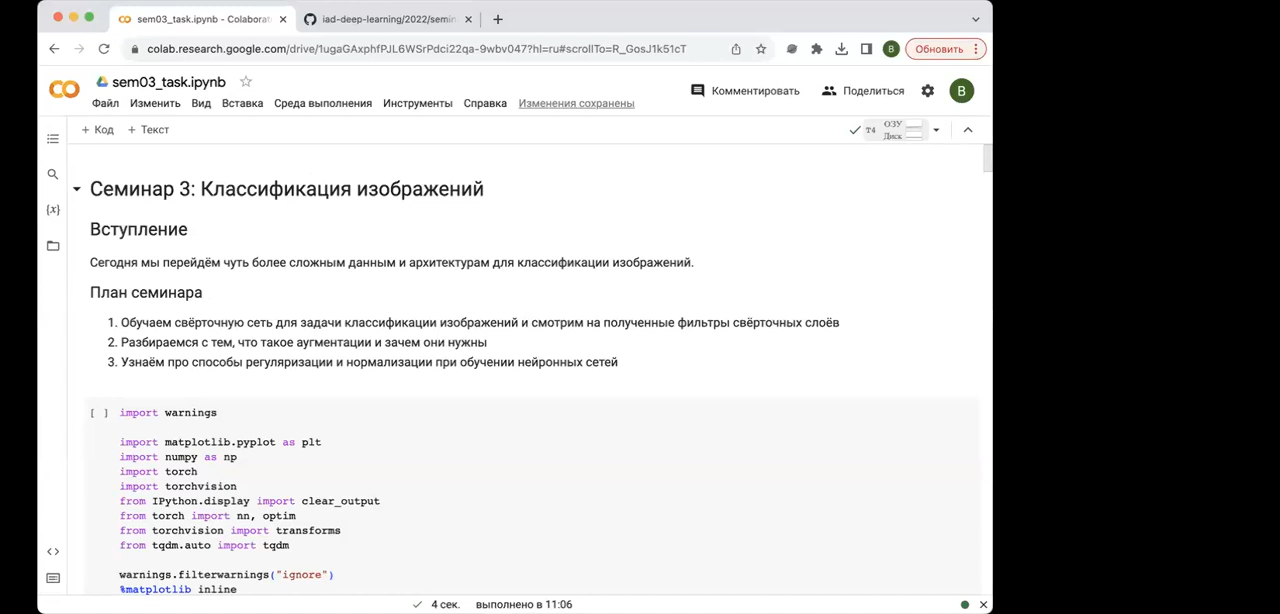 sem03_task.ipynb - Colaborat
iad-deep-learning/2022/semin
colab.research.google.com/drive/1ugaGAxphfPJL6WSrPdci22qa-9wbv047?hl=ru#scrollTo=R_GosJ1k51cT
B
Обновить
sem03_task.ipynb
Комментировать
Поделиться
B
Файл Изменить Вид Вставка Среда выполнения Инструменты Справка Изменения сохранены
+ Код + Текст
T4
ОЗУ
Диск
Семинар 3: Классификация изображений
Вступление
Сегодня мы перейдём чуть более сложным данным и архитектурам для классификации изображений.
План семинара
1. Обучаем свёрточную сеть для задачи классификации изображений и смотрим на полученные фильтры свёрточных слоёв
2. Разбираемся с тем, что такое аугментации и зачем они нужны
3. Узнаём про способы регуляризации и нормализации при обучении нейронных сетей
[ ] import warnings
import matplotlib.pyplot as plt
import numpy as np
import torch
import torchvision
from IPython.display import clear_output
from torch import nn, optim
from torchvision import transforms
from tqdm.auto import tqdm
warnings.filterwarnings("ignore")
%matplotlib inline
4 сек. выполнено в 11:06